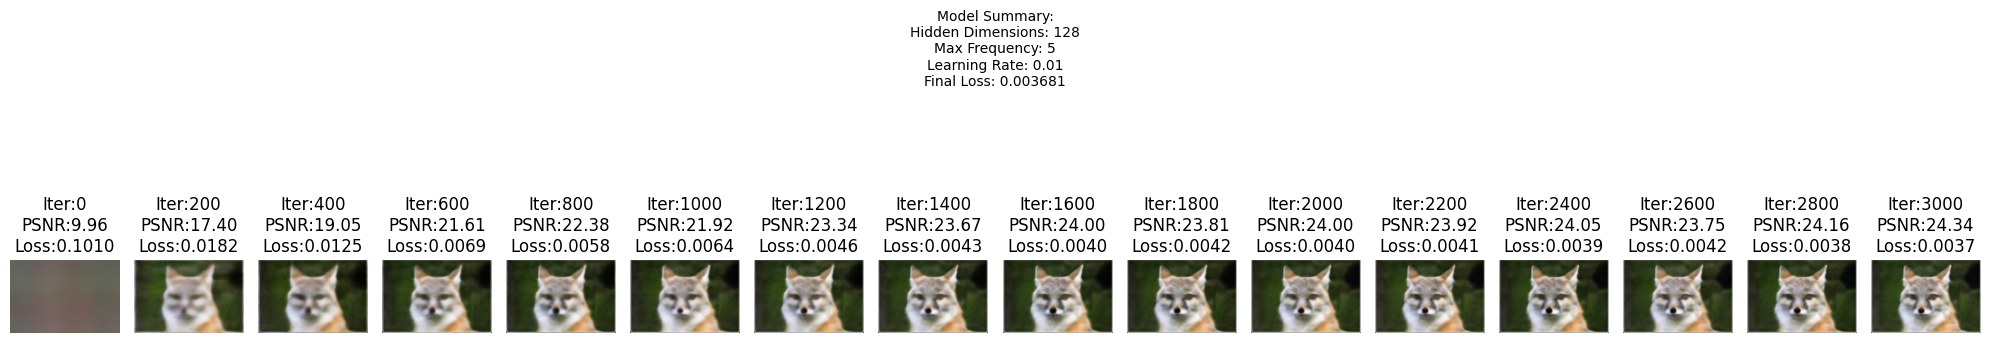 Model Summary:
Hidden Dimensions: 128
Max Frequency: 5
Learning Rate: 0.01
Final Loss: 0.003681
Iter:0
PSNR:9.96
Loss:0.1010
Iter:200
PSNR:17.40
Loss:0.0182
Iter:400
PSNR:19.05
Loss:0.0125
Iter:600
PSNR:21.61
Loss:0.0069
Iter:800
PSNR:22.38
Loss:0.0058
Iter:1000
PSNR:21.92
Loss:0.0064
Iter:1200
PSNR:23.34
Loss:0.0046
Iter:1400
PSNR:23.67
Loss:0.0043
Iter:1600
PSNR:24.00
Loss:0.0040
Iter:1800
PSNR:23.81
Loss:0.0042
Iter:2000
PSNR:24.00
Loss:0.0040
Iter:2200
PSNR:23.92
Loss:0.0041
Iter:2400
PSNR:24.05
Loss:0.0039
Iter:2600
PSNR:23.75
Loss:0.0042
Iter:2800
PSNR:24.16
Loss:0.0038
Iter:3000
PSNR:24.34
Loss:0.0037